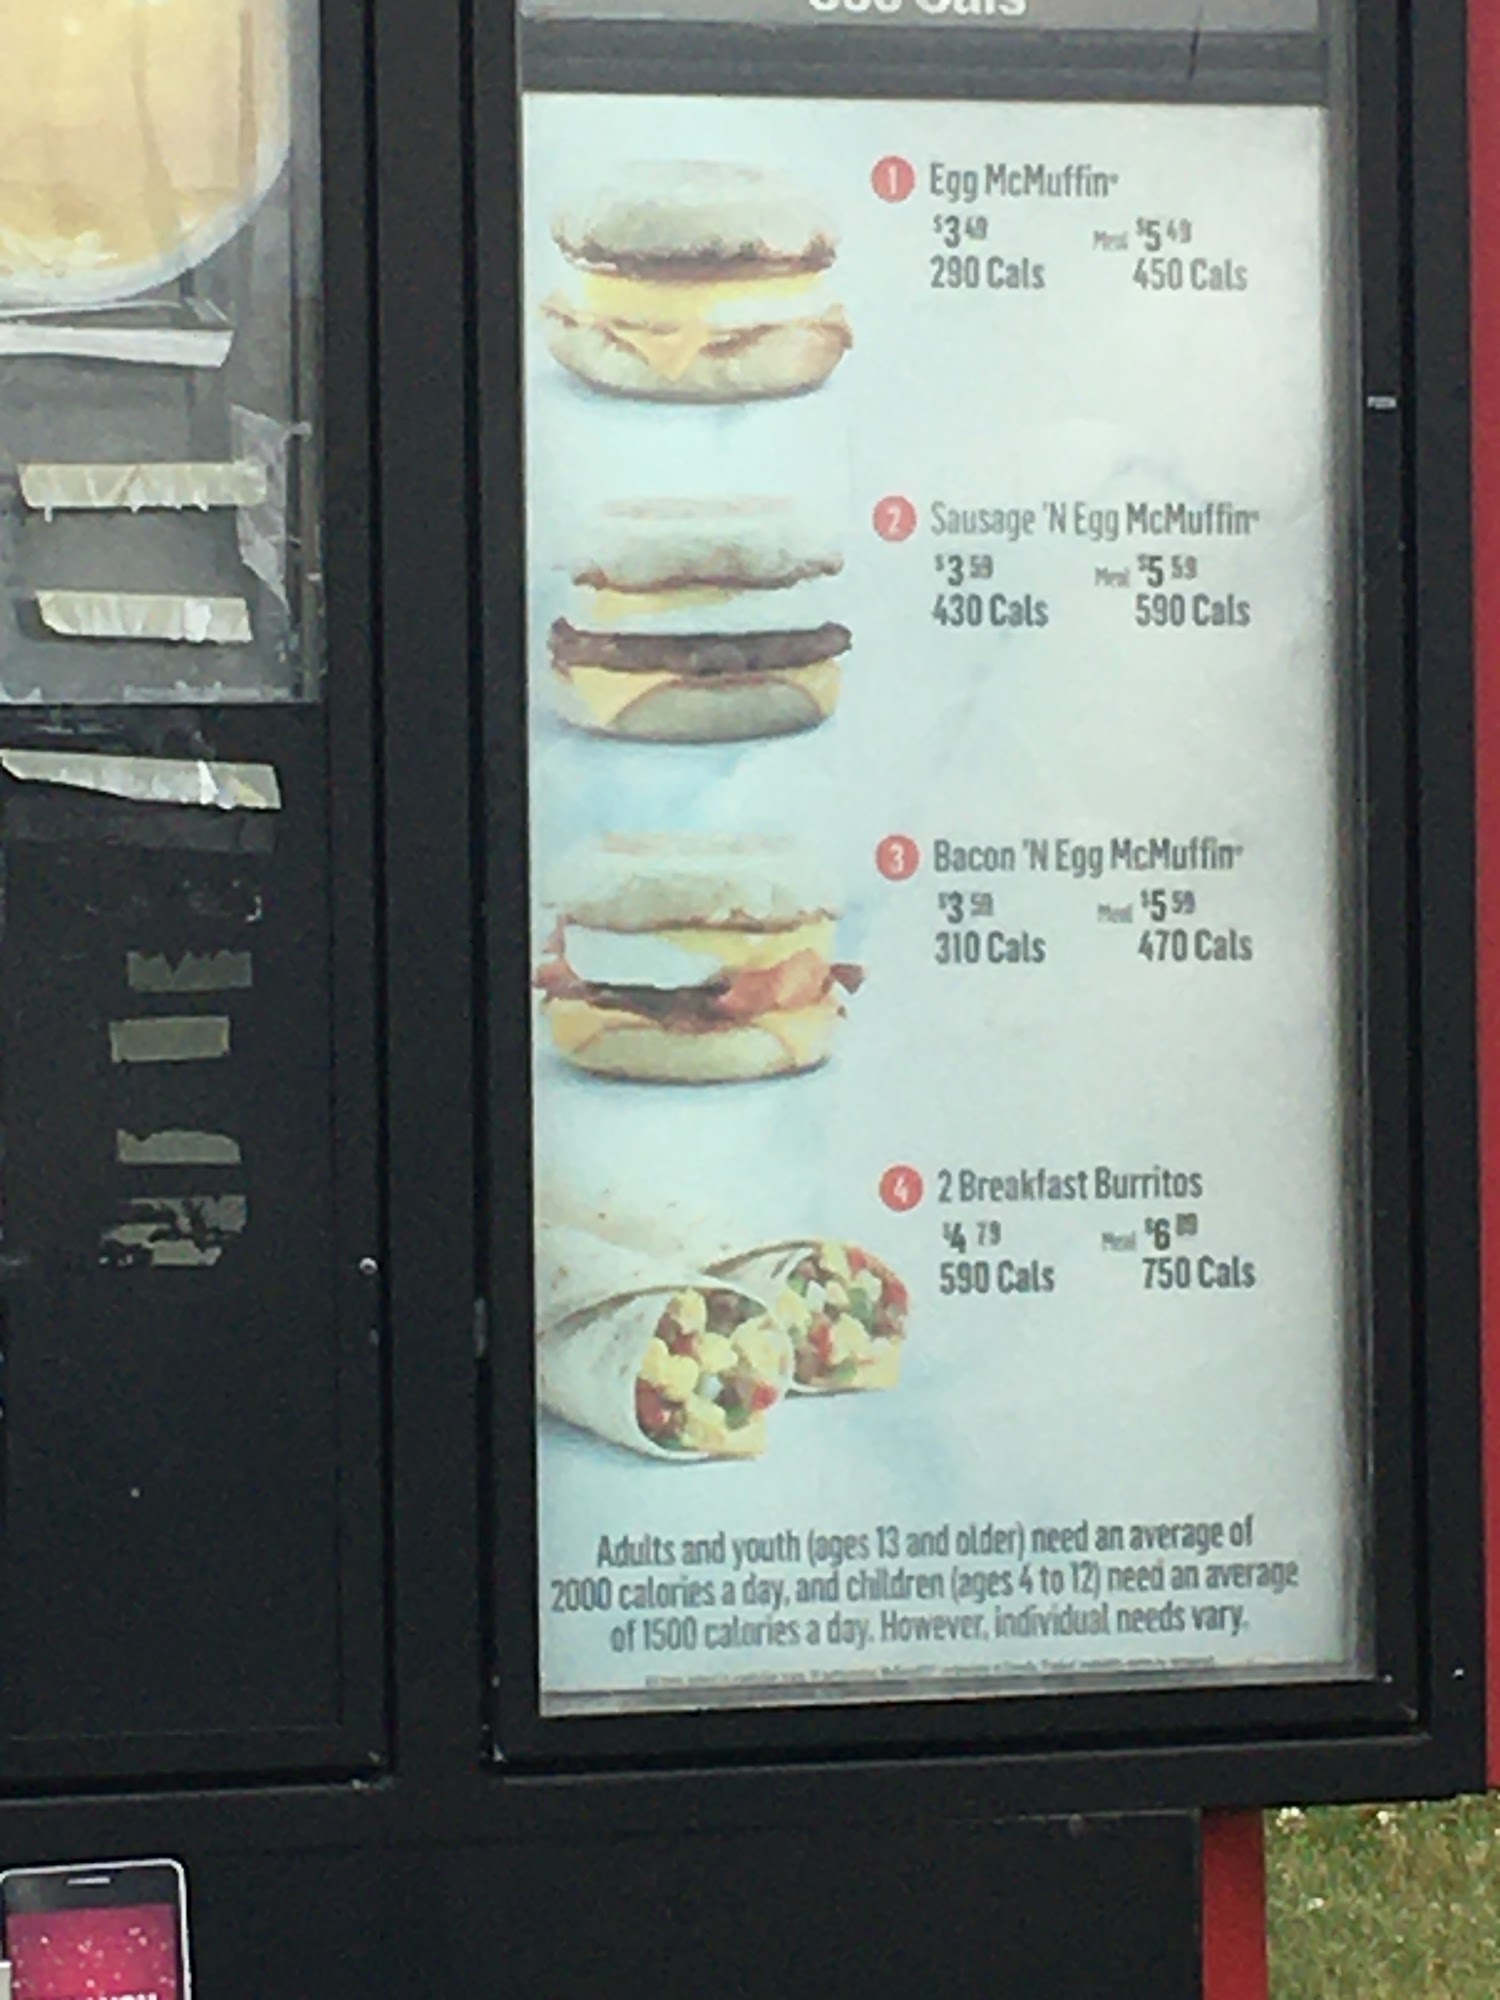 1 Egg McMuffin
$3 49 Meal $5 49
290 Cals 450 Cals
2 Sausage 'N Egg McMuffin
$3 59 Meal $5 59
430 Cals 590 Cals
3 Bacon 'N Egg McMuffin
$3 59 Meal $5 59
310 Cals 470 Cals
4 2 Breakfast Burritos
$4 79 Meal $6
590 Cals 750 Cals
Adults and youth (ages 13 and older) need an average of
2000 calories a day, and children (ages 4 to 12) need an average
of 1500 calories a day. However, individual needs vary.